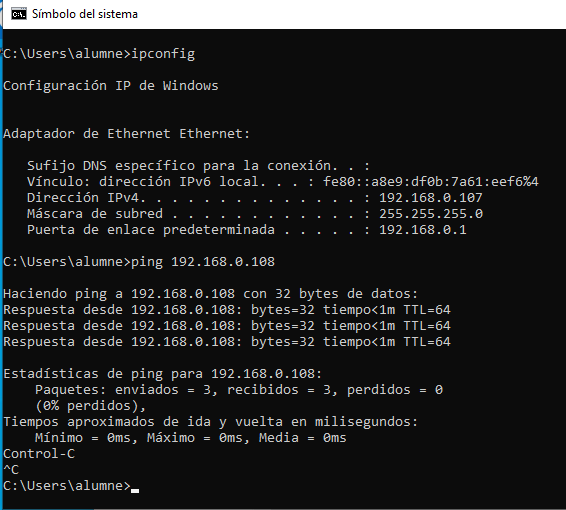 Símbolo del sistema
C:\Users\alumne>ipconfig
Configuración IP de Windows
Adaptador de Ethernet Ethernet:
Sufijo DNS específico para la conexión. . :
Vínculo: dirección IPv6 local. . . : fe80::a8e9:df0b:7a61:eef6%4
Dirección IPv4. . . . . . . . . . . . . . : 192.168.0.107
Máscara de subred . . . . . . . . . . . . : 255.255.255.0
Puerta de enlace predeterminada . . . . . : 192.168.0.1
C:\Users\alumne>ping 192.168.0.108
Haciendo ping a 192.168.0.108 con 32 bytes de datos:
Respuesta desde 192.168.0.108: bytes=32 tiempo<1m TTL=64
Respuesta desde 192.168.0.108: bytes=32 tiempo<1m TTL=64
Respuesta desde 192.168.0.108: bytes=32 tiempo<1m TTL=64
Estadísticas de ping para 192.168.0.108:
Paquetes: enviados = 3, recibidos = 3, perdidos = 0
(0% perdidos),
Tiempos aproximados de ida y vuelta en milisegundos:
Mínimo = 0ms, Máximo = 0ms, Media = 0ms
Control-C
^C
C:\Users\alumne>